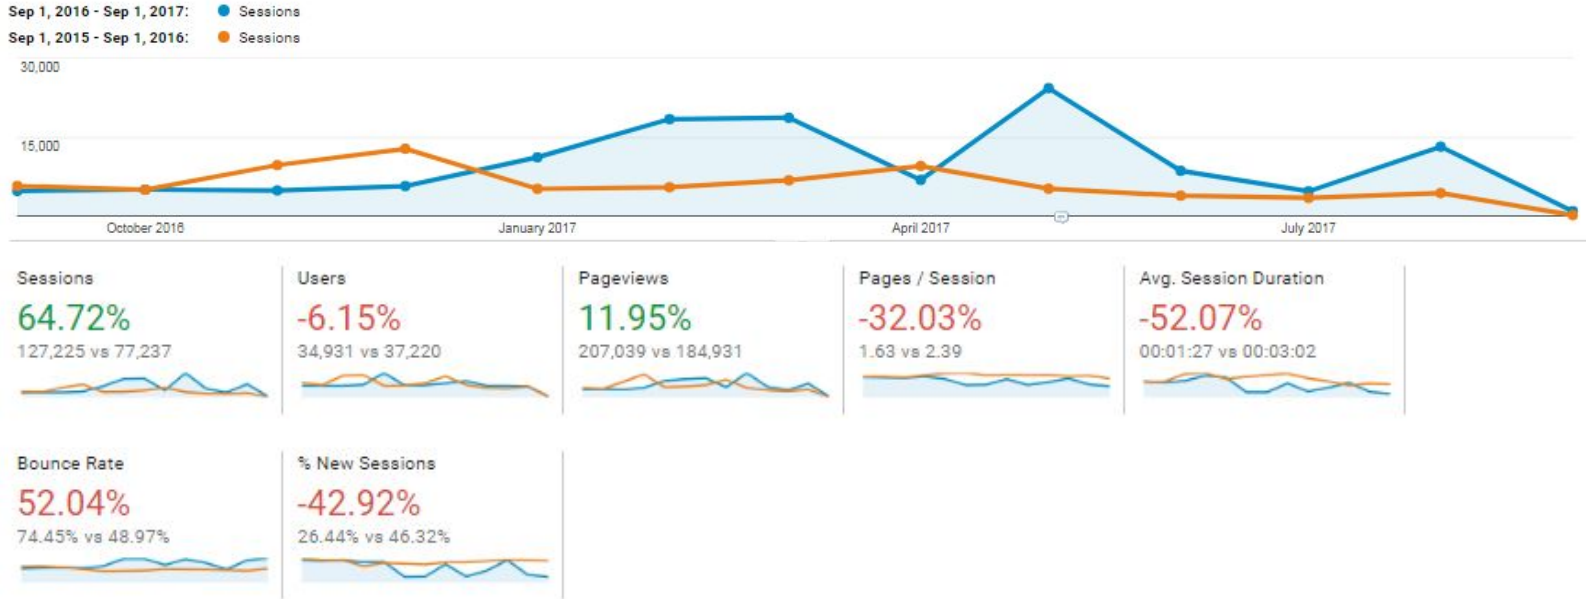 Sep 1, 2016 - Sep 1, 2017: Sessions
Sep 1, 2015 - Sep 1, 2016: Sessions
30,000
15,000
October 2016 January 2017 April 2017 July 2017
Sessions Users Pageviews Pages / Session Avg. Session Duration
64.72% -6.15% 11.95% -32.03% -52.07%
127,225 vs 77,237 34,931 vs 37,220 207,039 vs 184,931 1.63 vs 2.39 00:01:27 vs 00:03:02
Bounce Rate % New Sessions
52.04% -42.92%
74.45% vs 48.97% 26.44% vs 46.32%